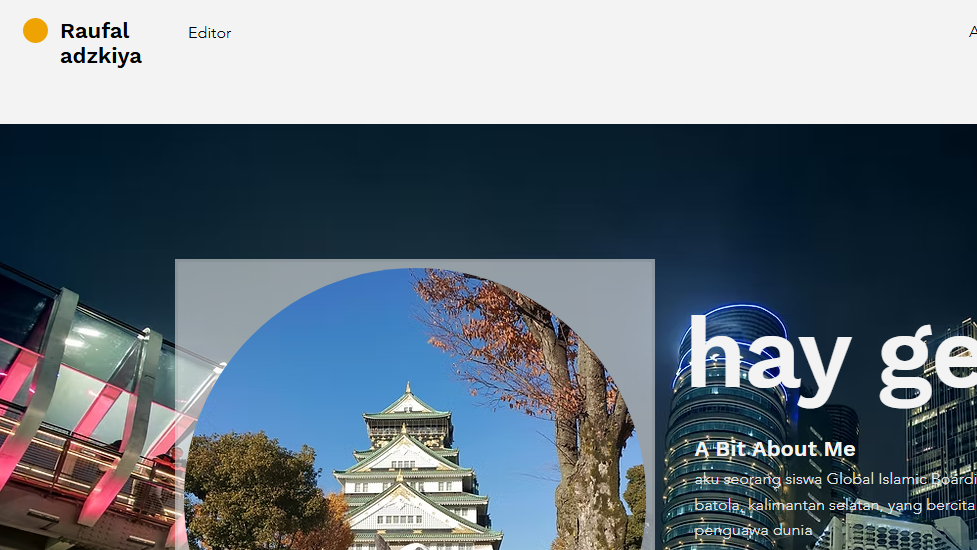 Raufal
adzkiya
Editor
A
hay ge
A Bit About Me
aku seorang siswa Global Islamic Boardi
batola, kalimantan selatan, yang bercita
penguawa dunia